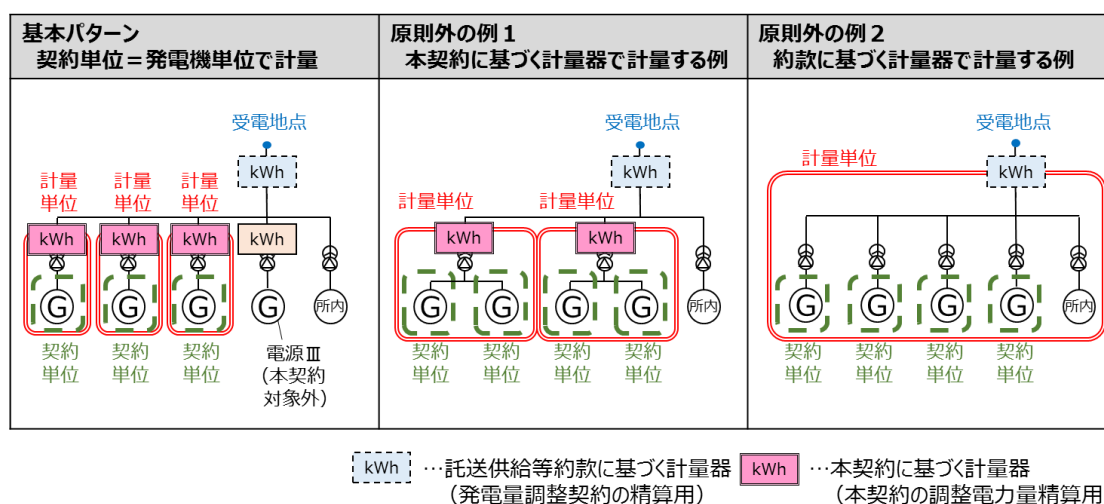 基本パターン
契約単位＝発電機単位で計量
原則外の例１
本契約に基づく計量器で計量する例
原則外の例２
約款に基づく計量器で計量する例
受電地点
kWh
計量
単位
計量
単位
計量
単位
kWh
kWh
kWh
kWh
G
G
G
G
所内
契約
単位
契約
単位
契約
単位
電源Ⅲ
(本契約
対象外)
受電地点
kWh
計量単位
計量単位
kWh
kWh
G
G
G
G
所内
契約
単位
契約
単位
契約
単位
契約
単位
受電地点
計量単位
kWh
G
G
G
G
所内
契約
単位
契約
単位
契約
単位
契約
単位
kWh …託送供給等約款に基づく計量器
（発電量調整契約の精算用）
kWh …本契約に基づく計量器
（本契約の調整電力量精算用